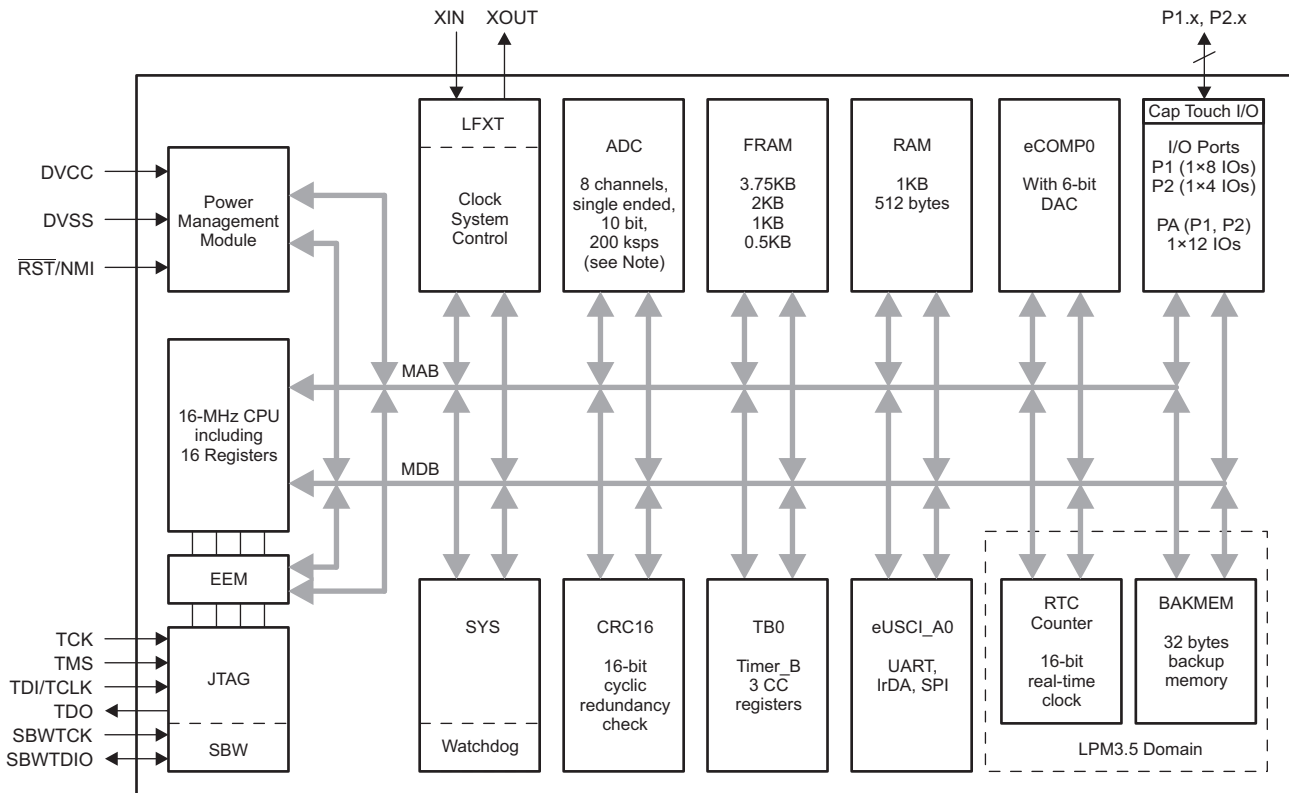 XIN
XOUT
P1.x, P2.x
DVCC
DVSS
RST/NMI
Power
Management
Module
LFXT
Clock
System
Control
ADC
8 channels,
single ended,
10 bit,
200 ksps
(see Note)
FRAM
3.75KB
2KB
1KB
0.5KB
RAM
1KB
512 bytes
eCOMP0
With 6-bit
DAC
Cap Touch I/O
I/O Ports
P1 (1×8 IOs)
P2 (1×4 IOs)
PA (P1, P2)
1×12 IOs
MAB
MDB
16-MHz CPU
including
16 Registers
EEM
TCK
TMS
TDI/TCLK
TDO
SBWTCK
SBWTDIO
JTAG
SBW
SYS
Watchdog
CRC16
16-bit
cyclic
redundancy
check
TB0
Timer_B
3 CC
registers
eUSCI_A0
UART,
IrDA, SPI
RTC
Counter
16-bit
real-time
clock
BAKMEM
32 bytes
backup
memory
LPM3.5 Domain